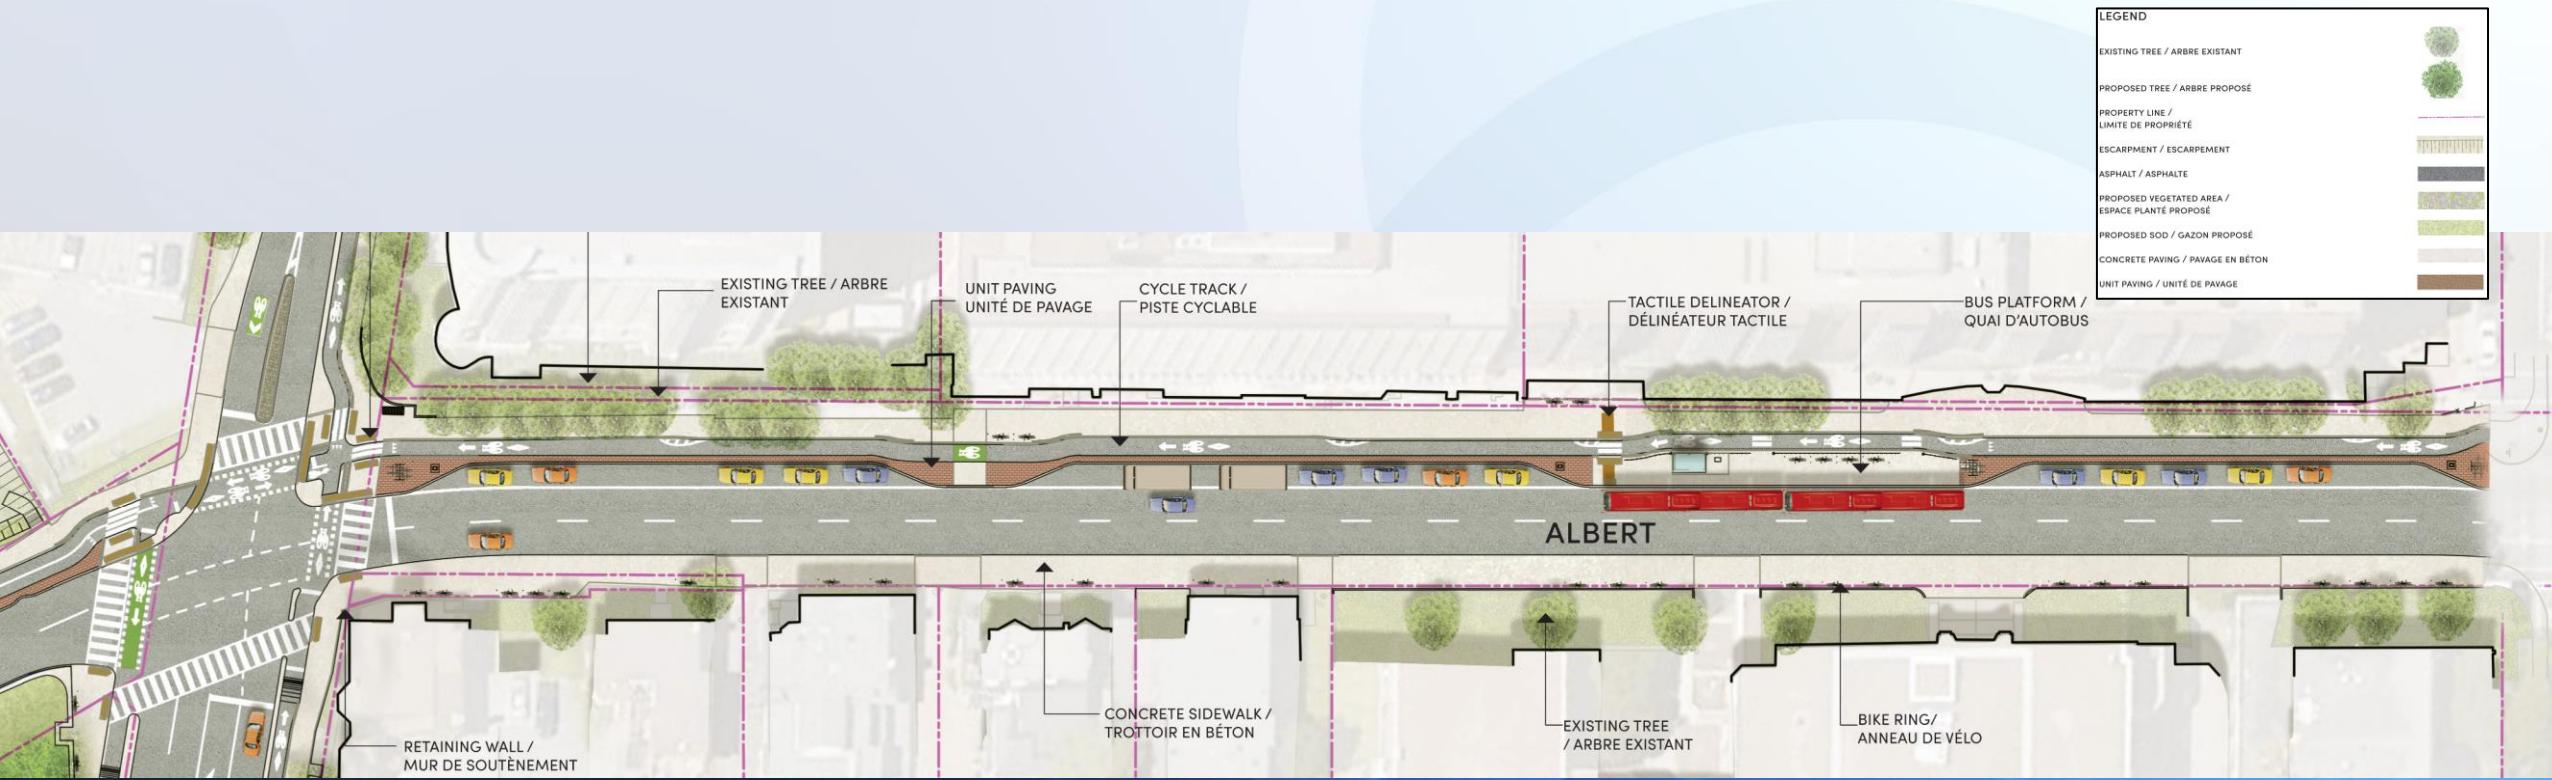 LEGEND
EXISTING TREE / ARBRE EXISTANT
PROPOSED TREE / ARBRE PROPOSÉ
PROPERTY LINE /
LIMITE DE PROPRIÉTÉ
ESCARPMENT / ESCARPEMENT
ASPHALT / ASPHALTE
PROPOSED VEGETATED AREA /
ESPACE PLANTÉ PROPOSÉ
PROPOSED SOD / GAZON PROPOSÉ
CONCRETE PAVING / PAVAGE EN BÉTON
UNIT PAVING / UNITÉ DE PAVAGE
EXISTING TREE / ARBRE
EXISTANT
UNIT PAVING
UNITÉ DE PAVAGE
CYCLE TRACK /
PISTE CYCLABLE
TACTILE DELINEATOR /
DÉLINÉATEUR TACTILE
BUS PLATFORM /
QUAI D'AUTOBUS
ALBERT
RETAINING WALL /
MUR DE SOUTÈNEMENT
CONCRETE SIDEWALK /
TROTTOIR EN BÉTON
EXISTING TREE
/ ARBRE EXISTANT
BIKE RING/
ANNEAU DE VÉLO